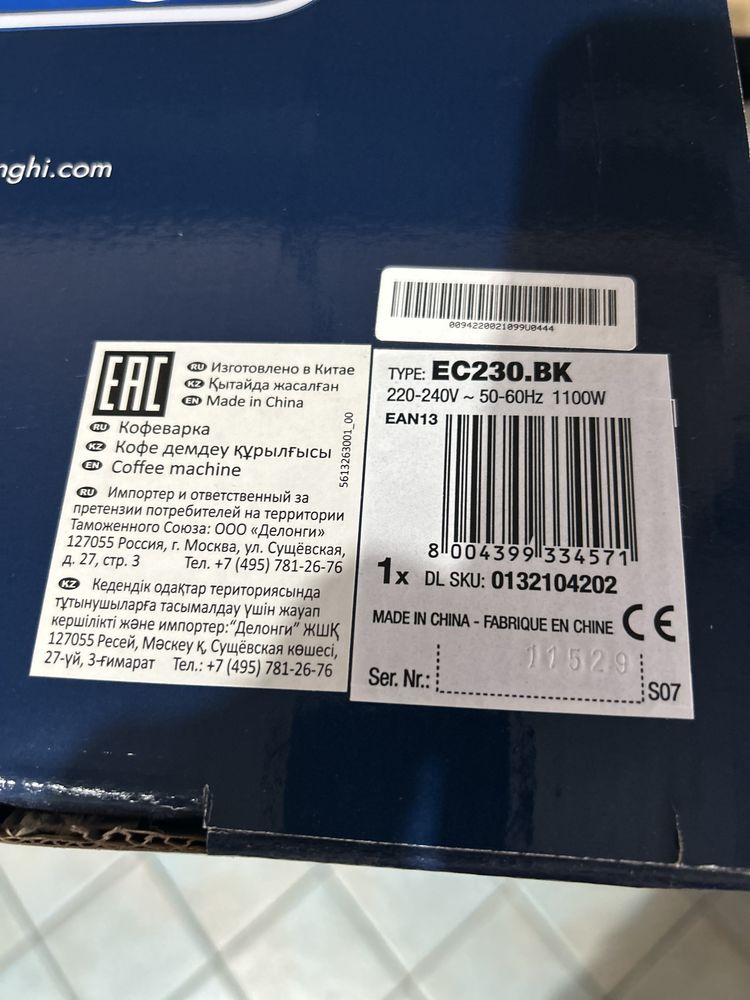 nghi.com
0094220021099U0444
EAC
RU Изготовлено в Китае
KZ Қытайда жасалған
EN Made in China
RU Кофеварка
KZ Кофе демдеу құрылғысы
EN Coffee machine
5613263001_00
RU Импортер и ответственный за
претензии потребителей на территории
Таможенного Союза: ООО «Делонги»
127055 Россия, г. Москва, ул. Сущёвская,
д. 27, стр. 3 Тел. +7 (495) 781-26-76
KZ Кедендік одақтар териториясында
тұтынушыларға тасымалдау үшін жауап
кершілікті және импортер:“Делонги” ЖШҚ
127055 Ресей, Мәскеу қ, Сущёвская көшесі,
27-үй, 3-ғимарат Тел.: +7 (495) 781-26-76
TYPE: EC230.BK
220-240V ~ 50-60Hz 1100W
EAN13
8 004399 334571
1x DL SKU: 0132104202
MADE IN CHINA - FABRIQUE EN CHINE CE
11529
Ser. Nr.: S07